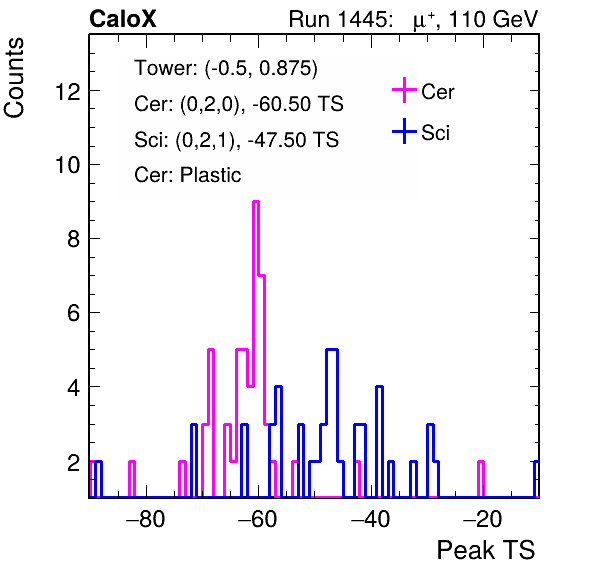 CaloX Run 1445: μ⁺, 110 GeV
Counts
Tower: (-0.5, 0.875)
Cer: (0,2,0), -60.50 TS
Sci: (0,2,1), -47.50 TS
Cer: Plastic
Cer
Sci
12
10
8
6
4
2
−80 −60 −40 −20
Peak TS